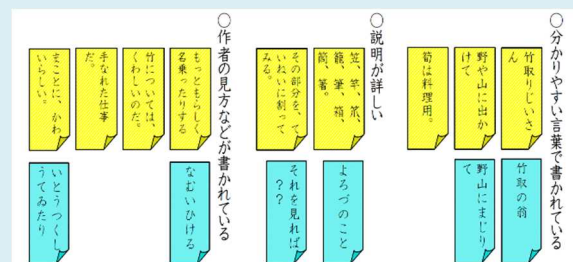 ○分かりやすい言葉で書かれている
竹取りじいさ
ん
野や山に出か
けて
筍は料理用。
竹取の翁
野山にまじり
て
○説明が詳しい
笠、竿、笊、
籠、筆、箱、
筒、箸。
その部分を、て
いねいに割って
みる。
よろづのこと
それを見れば
？？
○作者の見方などが書かれている
もっともらしく
名乗ったりする
竹については、
くわしいのだ。
手なれた仕事
だ。
まことに、かわ
いらしい。
なむいひける
いとうつくし
うてゐたり